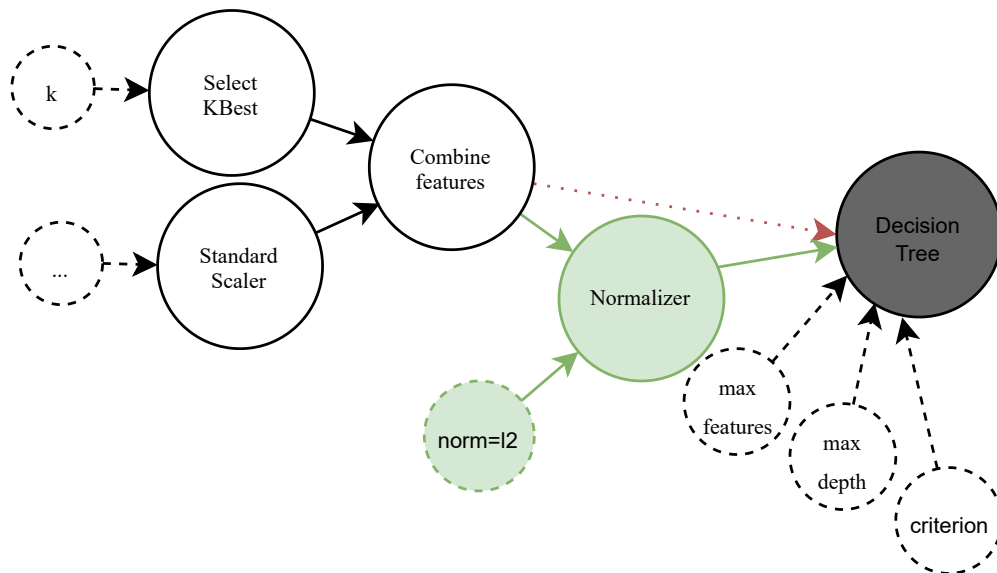 k
Select
KBest
Combine
features
...
Standard
Scaler
Normalizer
Decision
Tree
norm=l2
max
features
max
depth
criterion